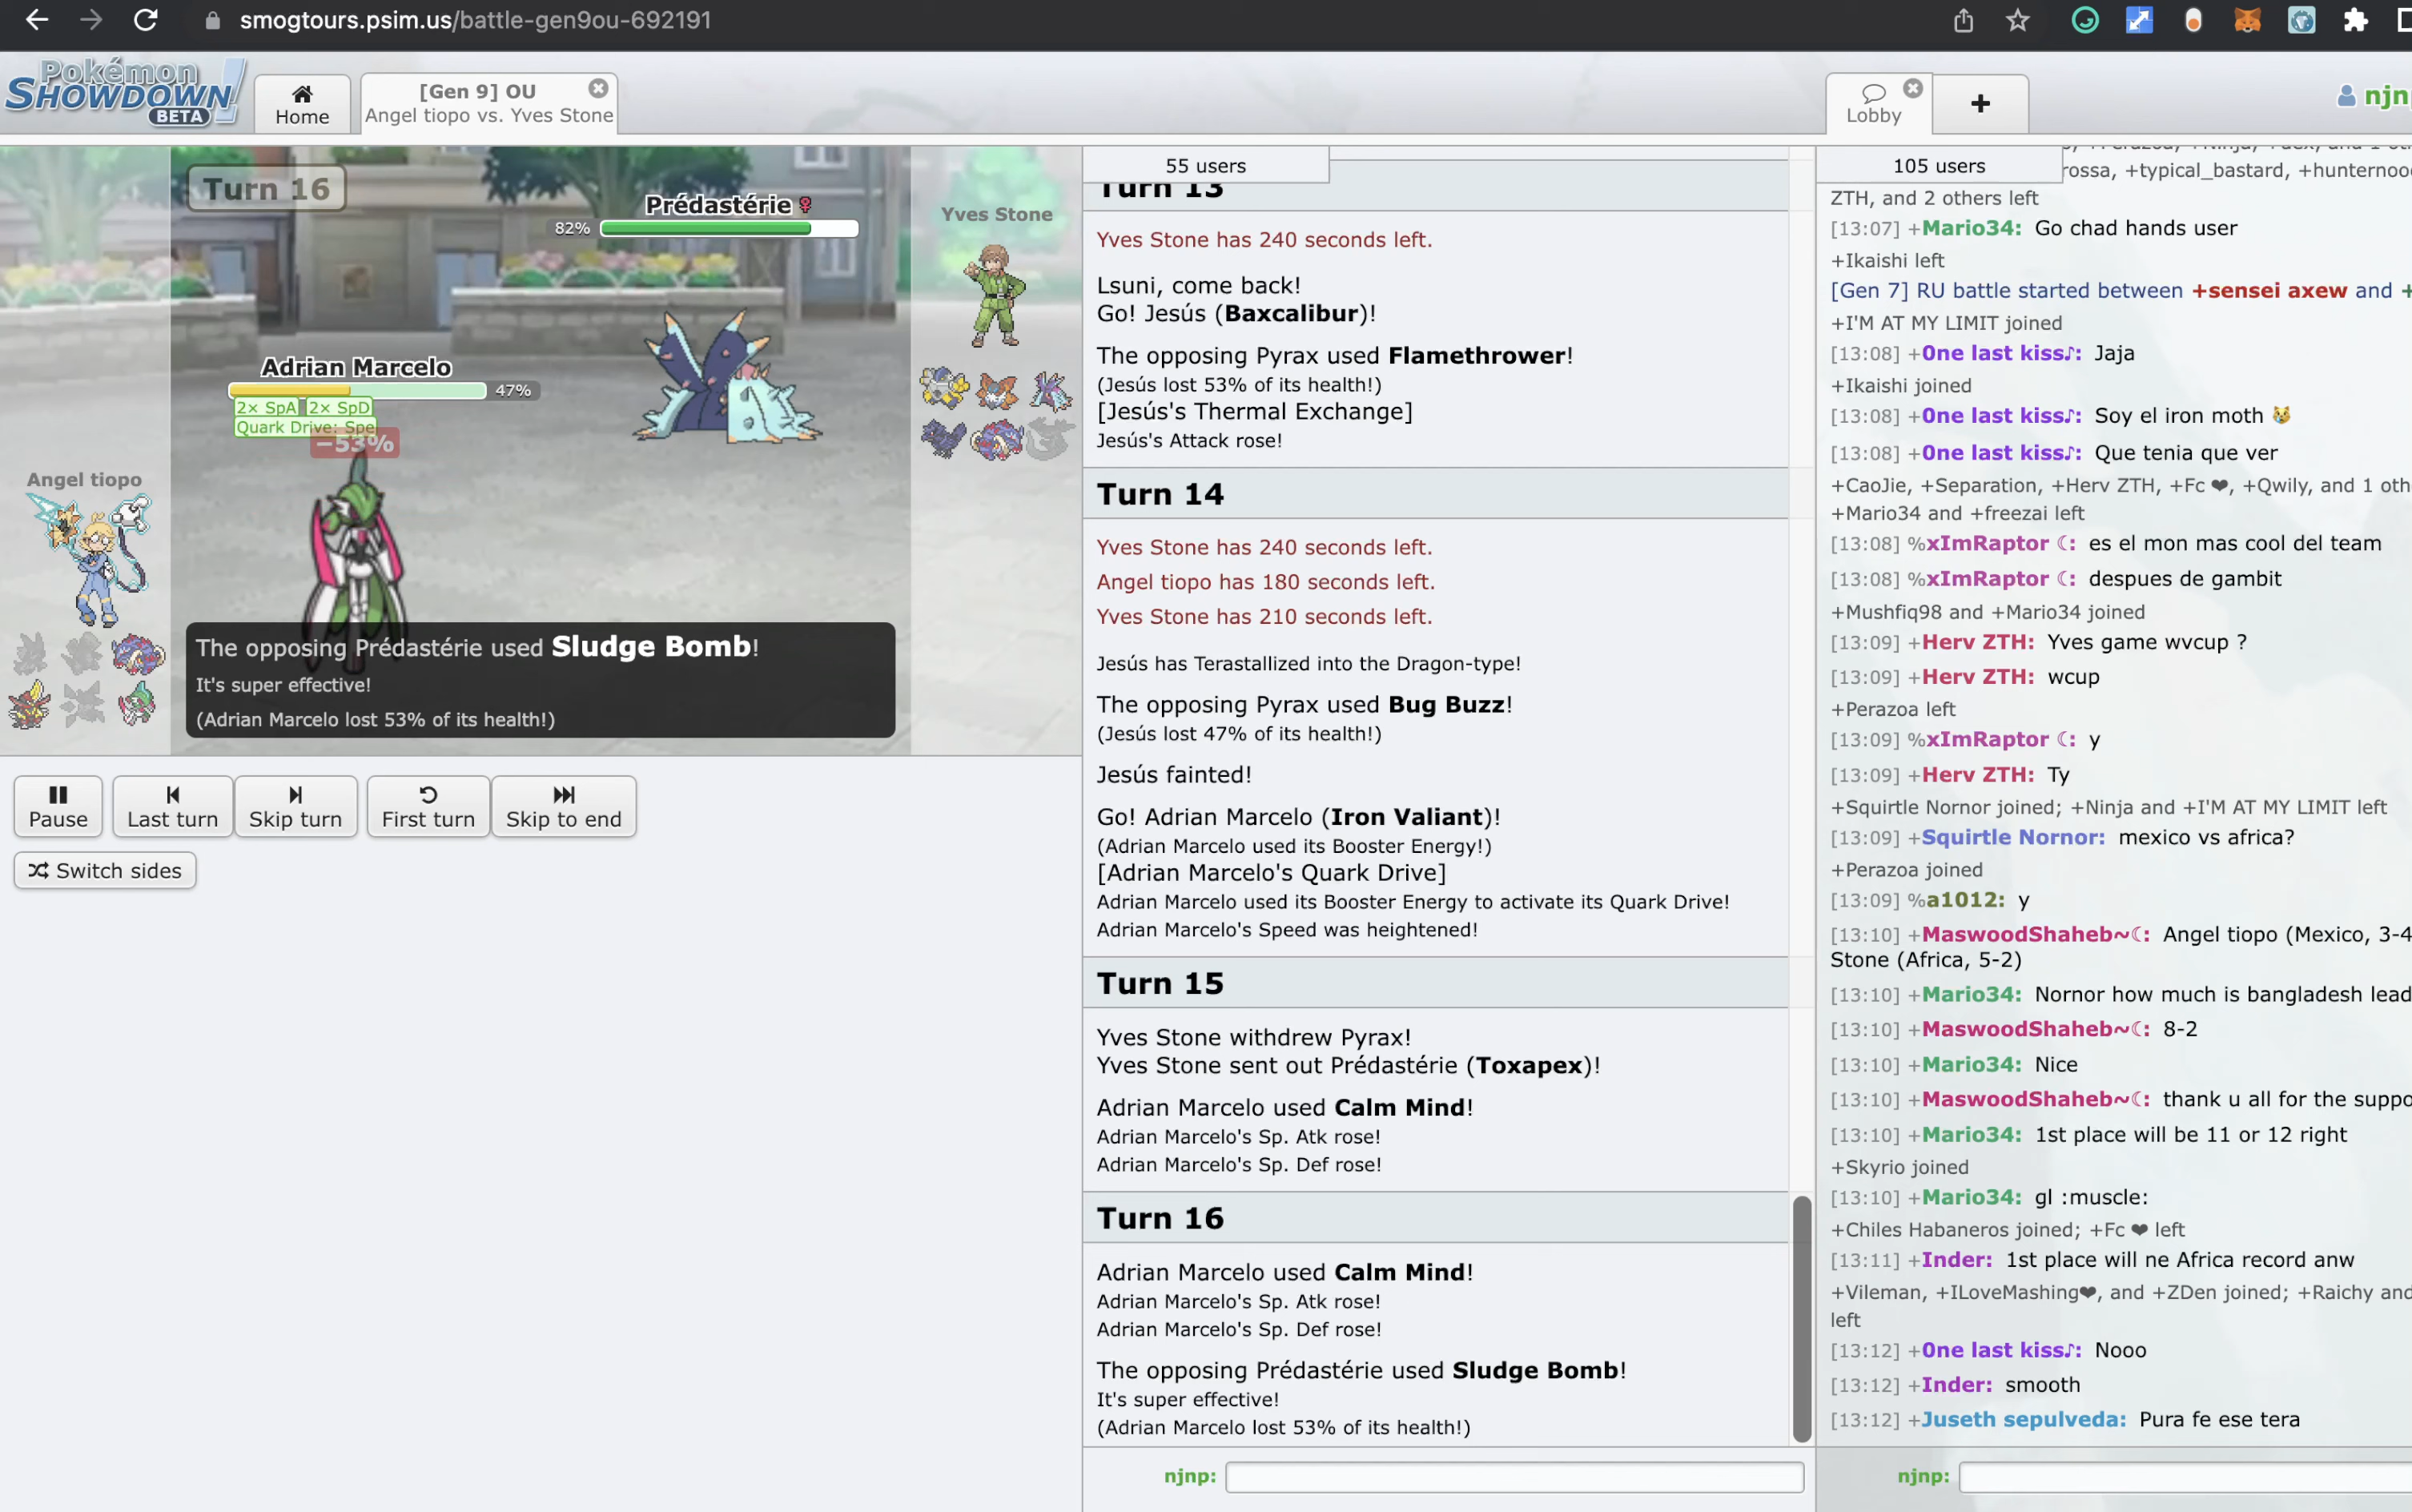 smogtours.psim.us/battle-gen9ou-692191
Pokémon
SHOWDOWN!
BETA
Home
[Gen 9] OU
Angel tiopo vs. Yves Stone
Lobby
+
njn
Turn 16
Prédastérie
82%
Yves Stone
Adrian Marcelo
47%
2× SpA 2× SpD
Quark Drive: Spe
−53%
Angel tiopo
The opposing Prédastérie used Sludge Bomb!
It's super effective!
(Adrian Marcelo lost 53% of its health!)
Pause
Last turn
Skip turn
First turn
Skip to end
Switch sides
55 users
Turn 13
Yves Stone has 240 seconds left.
Lsuni, come back!
Go! Jesús (Baxcalibur)!
The opposing Pyrax used Flamethrower!
(Jesús lost 53% of its health!)
[Jesús's Thermal Exchange]
Jesús's Attack rose!
Turn 14
Yves Stone has 240 seconds left.
Angel tiopo has 180 seconds left.
Yves Stone has 210 seconds left.
Jesús has Terastallized into the Dragon-type!
The opposing Pyrax used Bug Buzz!
(Jesús lost 47% of its health!)
Jesús fainted!
Go! Adrian Marcelo (Iron Valiant)!
(Adrian Marcelo used its Booster Energy!)
[Adrian Marcelo's Quark Drive]
Adrian Marcelo used its Booster Energy to activate its Quark Drive!
Adrian Marcelo's Speed was heightened!
Turn 15
Yves Stone withdrew Pyrax!
Yves Stone sent out Prédastérie (Toxapex)!
Adrian Marcelo used Calm Mind!
Adrian Marcelo's Sp. Atk rose!
Adrian Marcelo's Sp. Def rose!
Turn 16
Adrian Marcelo used Calm Mind!
Adrian Marcelo's Sp. Atk rose!
Adrian Marcelo's Sp. Def rose!
The opposing Prédastérie used Sludge Bomb!
It's super effective!
(Adrian Marcelo lost 53% of its health!)
njnp:
105 users
rossa, +typical_bastard, +hunternoo
ZTH, and 2 others left
[13:07] +Mario34: Go chad hands user
+Ikaishi left
[Gen 7] RU battle started between +sensei axew and +
+I'M AT MY LIMIT joined
[13:08] +0ne last kiss♪: Jaja
+Ikaishi joined
[13:08] +0ne last kiss♪: Soy el iron moth 😿
[13:08] +0ne last kiss♪: Que tenia que ver
+CaoJie, +Separation, +Herv ZTH, +Fc ❤, +Qwily, and 1 oth
+Mario34 and +freezai left
[13:08] %xImRaptor ☾: es el mon mas cool del team
[13:08] %xImRaptor ☾: despues de gambit
+Mushfiq98 and +Mario34 joined
[13:09] +Herv ZTH: Yves game wvcup ?
[13:09] +Herv ZTH: wcup
+Perazoa left
[13:09] %xImRaptor ☾: y
[13:09] +Herv ZTH: Ty
+Squirtle Nornor joined; +Ninja and +I'M AT MY LIMIT left
[13:09] +Squirtle Nornor: mexico vs africa?
+Perazoa joined
[13:09] %a1012: y
[13:10] +MaswoodShaheb~☾: Angel tiopo (Mexico, 3-4
Stone (Africa, 5-2)
[13:10] +Mario34: Nornor how much is bangladesh lead
[13:10] +MaswoodShaheb~☾: 8-2
[13:10] +Mario34: Nice
[13:10] +MaswoodShaheb~☾: thank u all for the suppo
[13:10] +Mario34: 1st place will be 11 or 12 right
+Skyrio joined
[13:10] +Mario34: gl :muscle:
+Chiles Habaneros joined; +Fc ❤ left
[13:11] +Inder: 1st place will ne Africa record anw
+Vileman, +ILoveMashing❤, and +ZDen joined; +Raichy and
left
[13:12] +0ne last kiss♪: Nooo
[13:12] +Inder: smooth
[13:12] +Juseth sepulveda: Pura fe ese tera
njnp: